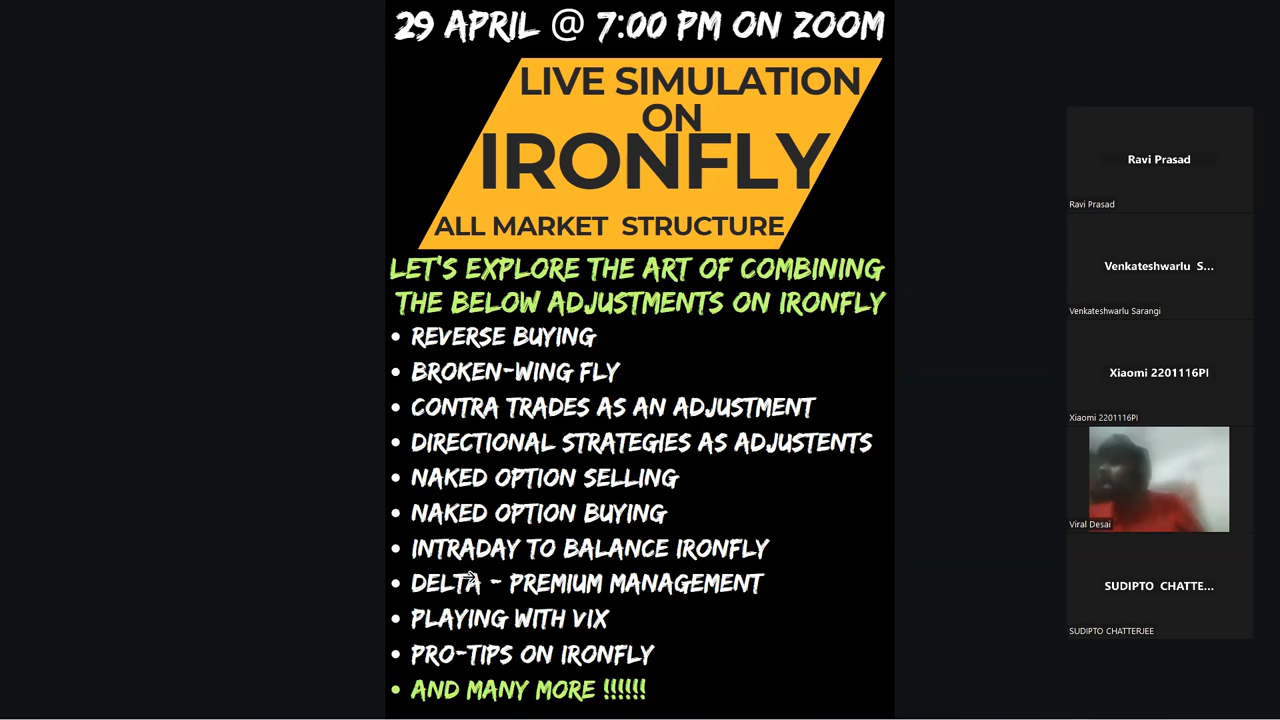 29 APRIL @ 7:00 PM ON ZOOM
LIVE SIMULATION
ON
IRONFLY
ALL MARKET STRUCTURE
LET'S EXPLORE THE ART OF COMBINING
THE BELOW ADJUSTMENTS ON IRONFLY
• REVERSE BUYING
• BROKEN-WING FLY
• CONTRA TRADES AS AN ADJUSTMENT
• DIRECTIONAL STRATEGIES AS ADJUSTENTS
• NAKED OPTION SELLING
• NAKED OPTION BUYING
• INTRADAY TO BALANCE IRONFLY
• DELTA - PREMIUM MANAGEMENT
• PLAYING WITH VIX
• PRO-TIPS ON IRONFLY
• AND MANY MORE !!!!!!
Ravi Prasad
Ravi Prasad
Venkateshwarlu S...
Venkateshwarlu Sarangi
Xiaomi 2201116PI
Xiaomi 2201116PI
Viral Desai
SUDIPTO CHATTE...
SUDIPTO CHATTERJEE